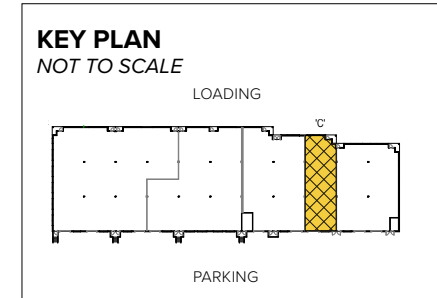 KEY PLAN
NOT TO SCALE
LOADING
'C'
PARKING